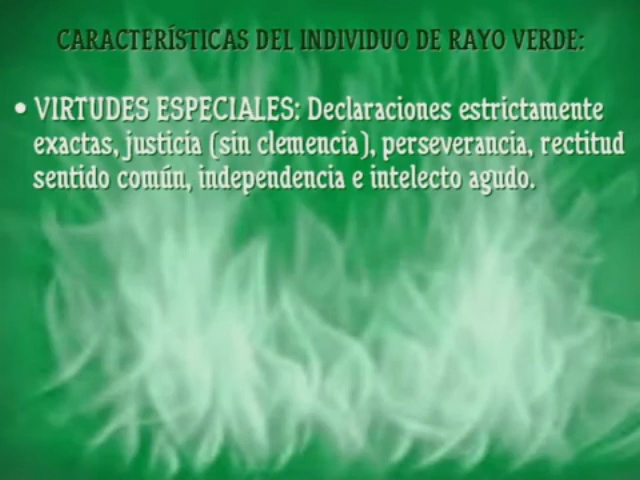 CARACTERÍSTICAS DEL INDIVIDUO DE RAYO VERDE:
• VIRTUDES ESPECIALES: Declaraciones estrictamente
exactas, justicia (sin clemencia), perseverancia, rectitud
sentido común, independencia e intelecto agudo.